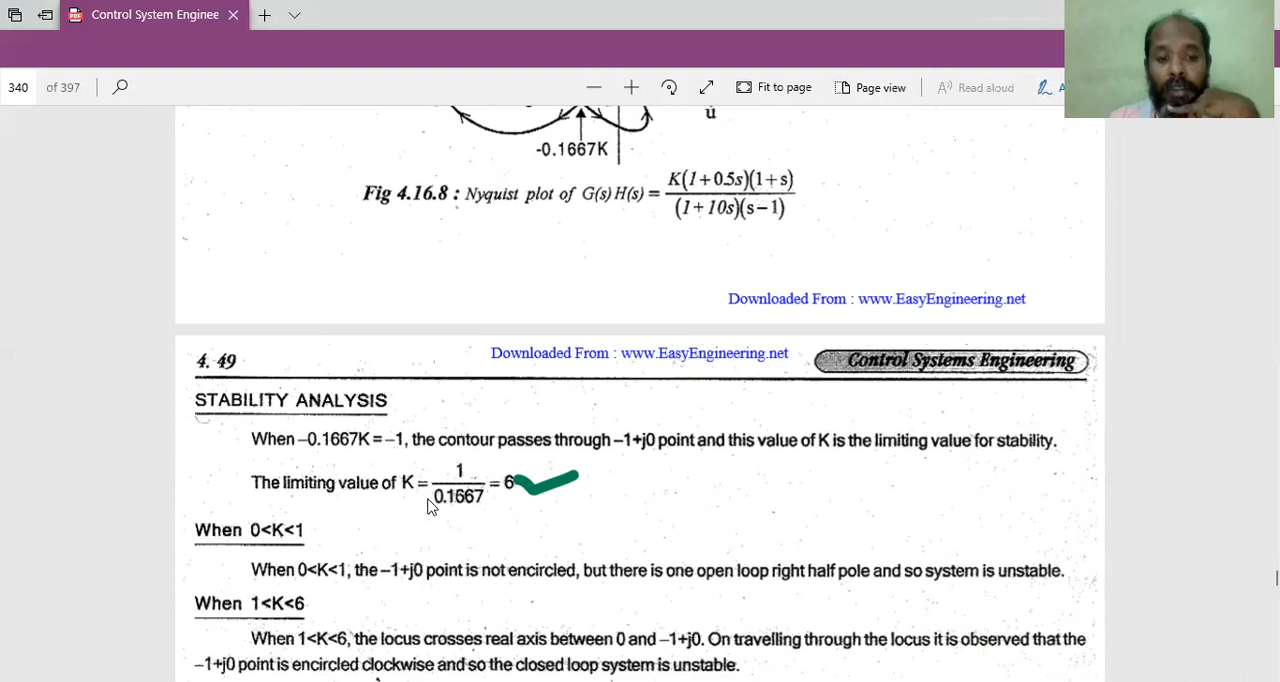 Control System Enginee
340 of 397
Fit to page
Page view
Read aloud
ü
-0.1667K
Fig 4.16.8 : Nyquist plot of G(s)H(s) = K(1+0.5s)(1+s) / (1+10s)(s−1)
Downloaded From : www.EasyEngineering.net
4. 49
Downloaded From : www.EasyEngineering.net
Control Systems Engineering
STABILITY ANALYSIS
When −0.1667K = −1, the contour passes through −1+j0 point and this value of K is the limiting value for stability.
The limiting value of K = 1 / 0.1667 = 6
When 0<K<1
When 0<K<1, the −1+j0 point is not encircled, but there is one open loop right half pole and so system is unstable.
When 1<K<6
When 1<K<6, the locus crosses real axis between 0 and −1+j0. On travelling through the locus it is observed that the
−1+j0 point is encircled clockwise and so the closed loop system is unstable.